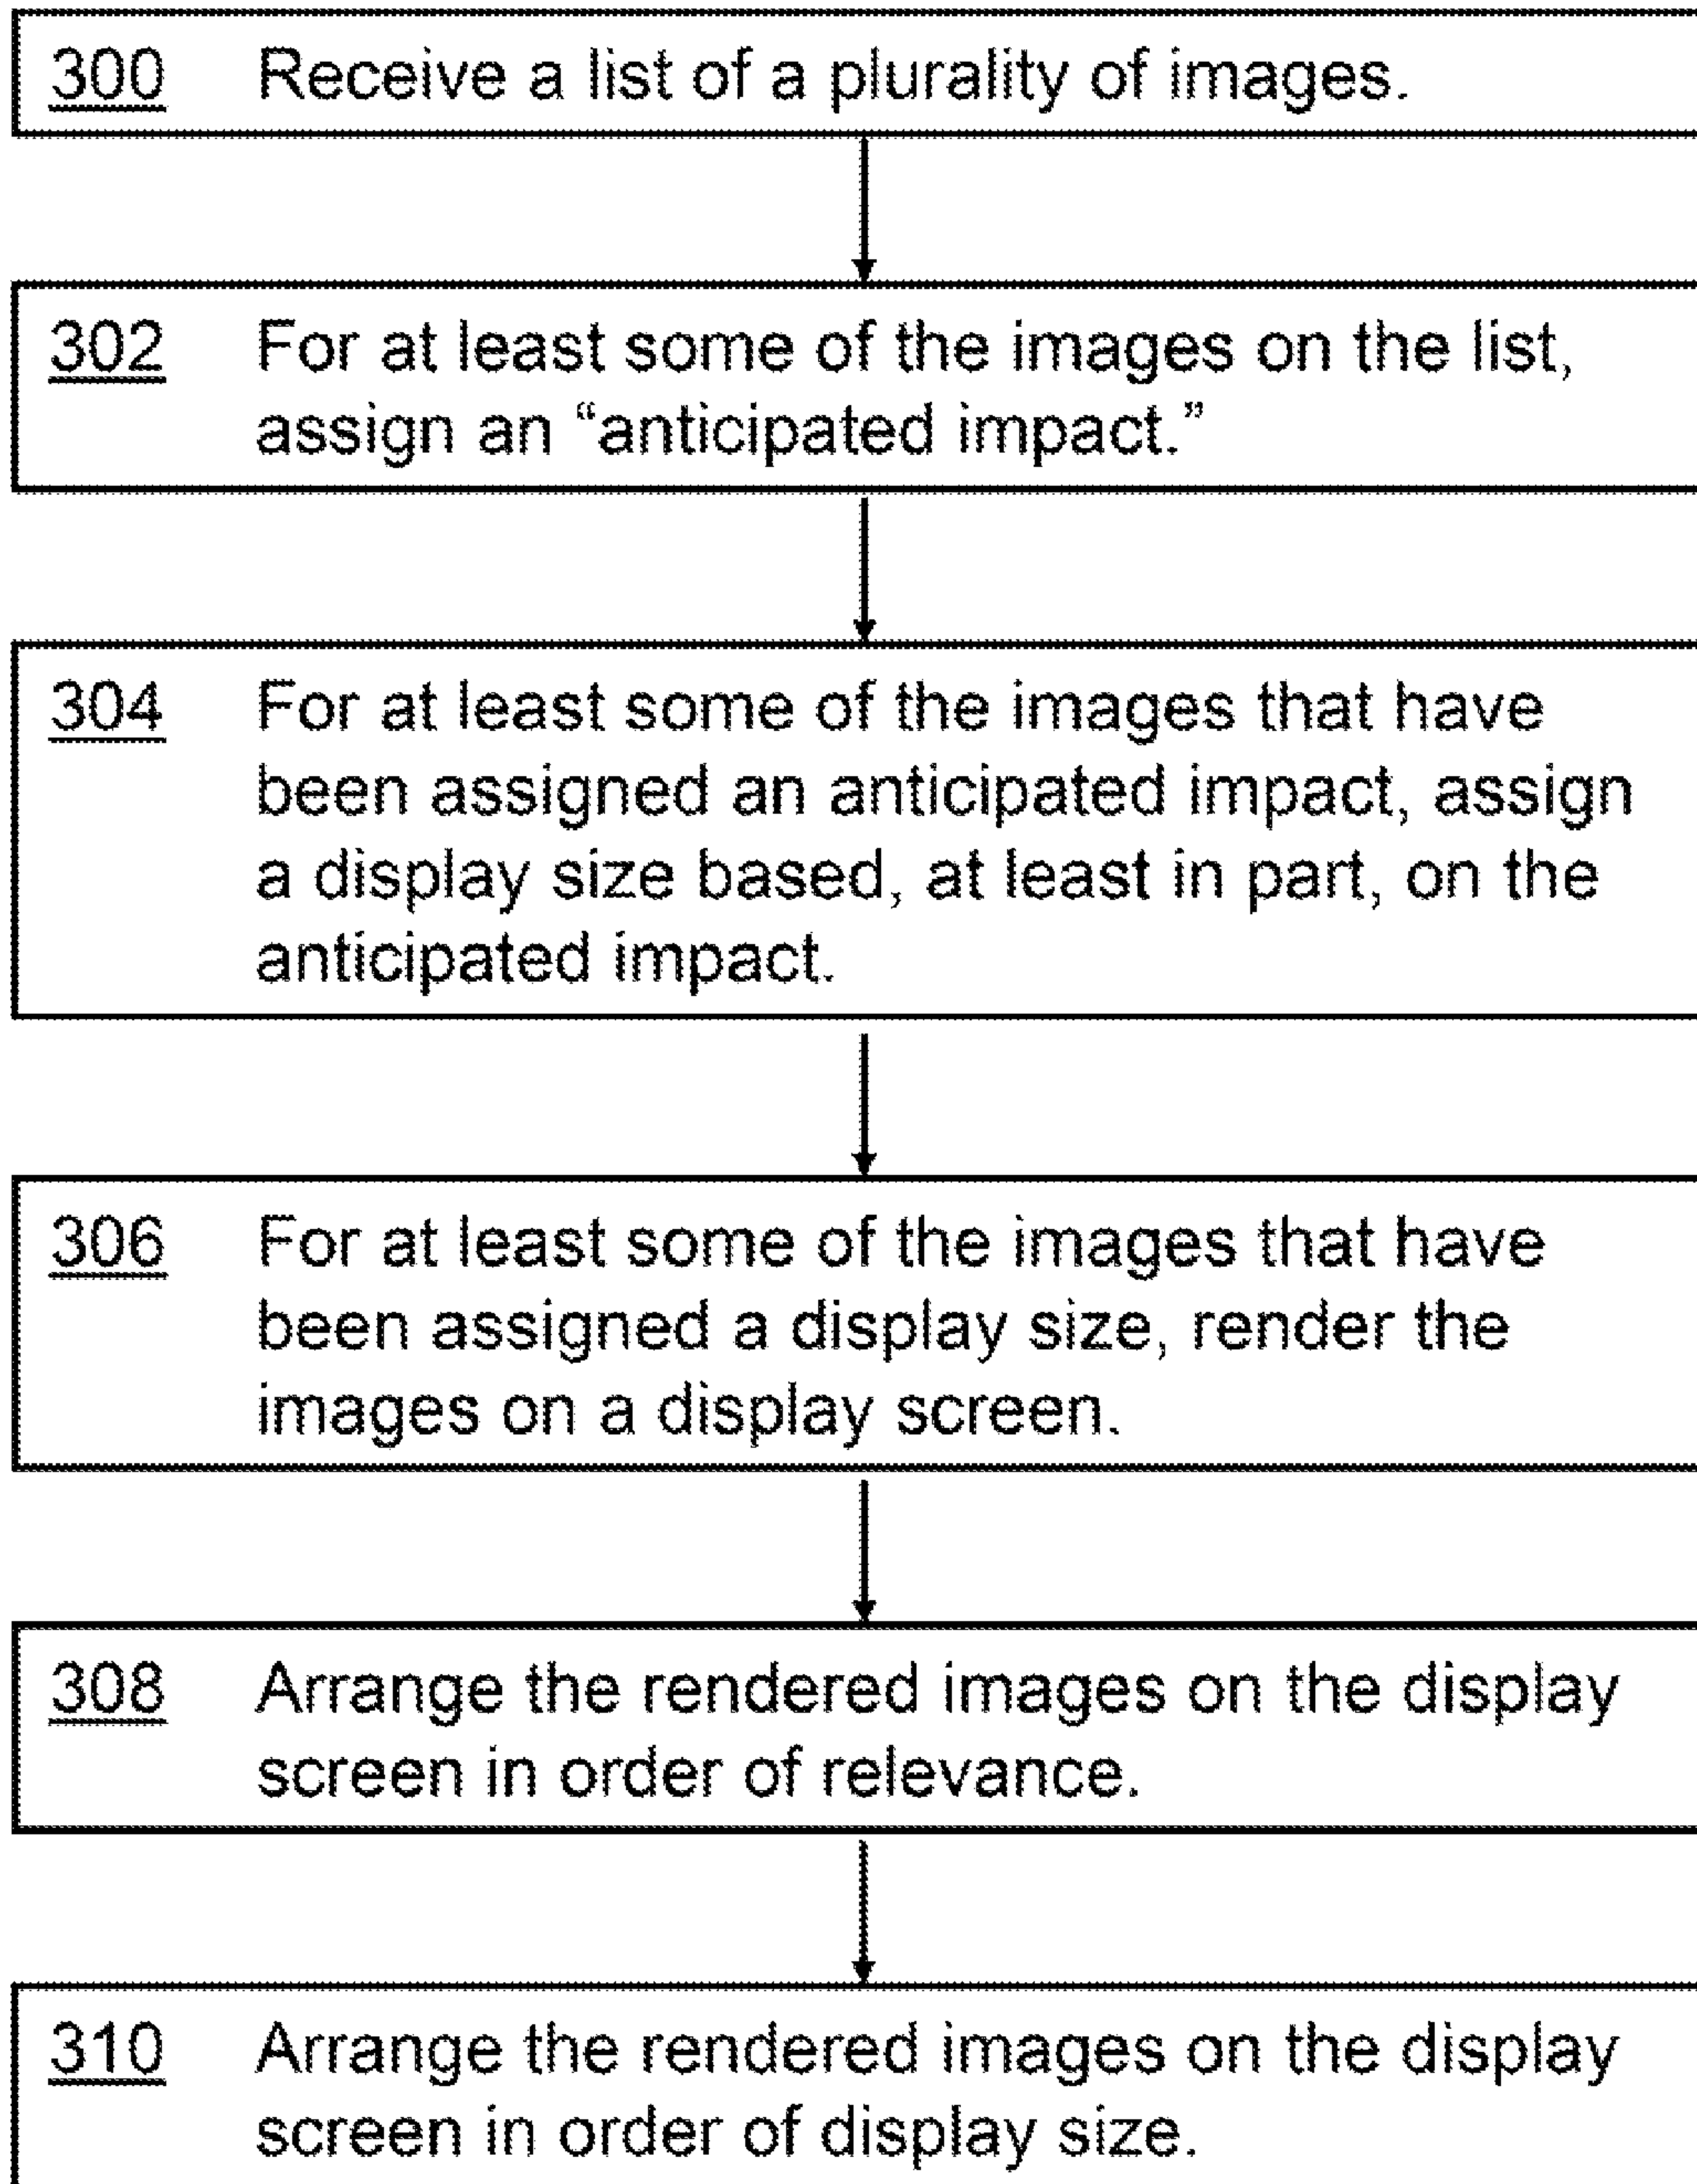 300 Receive a list of a plurality of images.
302 For at least some of the images on the list,
assign an “anticipated impact.”
304 For at least some of the images that have
been assigned an anticipated impact, assign
a display size based, at least in part, on the
anticipated impact.
306 For at least some of the images that have
been assigned a display size, render the
images on a display screen.
308 Arrange the rendered images on the display
screen in order of relevance.
310 Arrange the rendered images on the display
screen in order of display size.